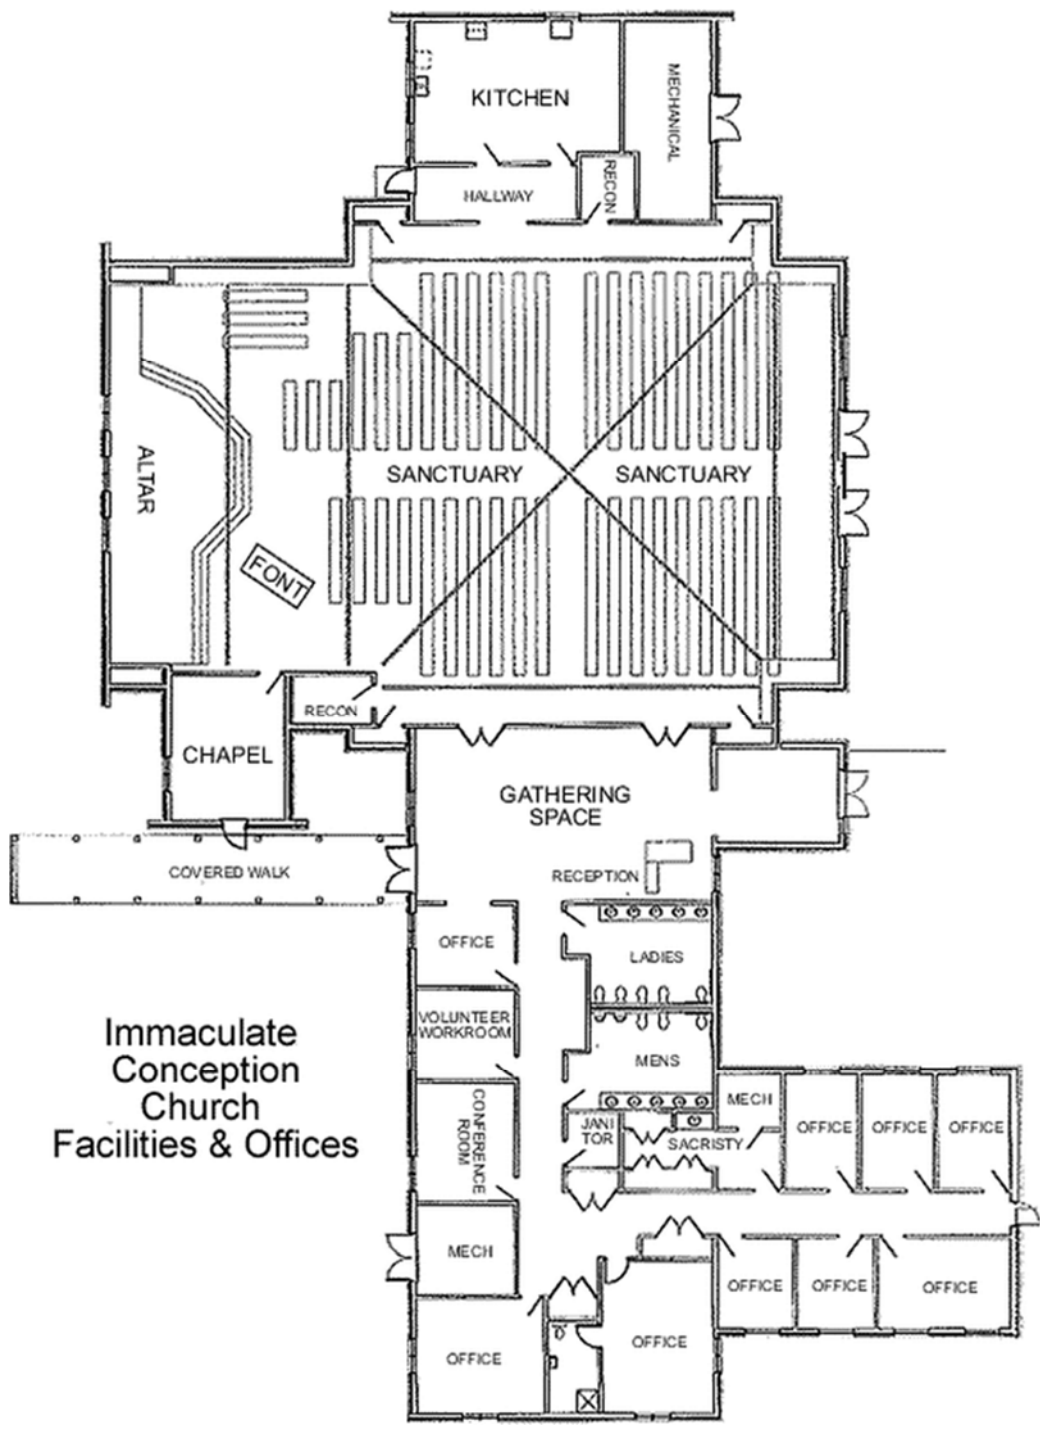 KITCHEN
MECHANICAL
HALLWAY
RECON
ALTAR
SANCTUARY
SANCTUARY
FONT
RECON
CHAPEL
GATHERING
SPACE
COVERED WALK
RECEPTION
OFFICE
LADIES
VOLUNTEER
WORKROOM
MENS
Immaculate
Conception
Church
Facilities & Offices
CONFERENCE
ROOM
JANI
TOR
SACRISTY
MECH
OFFICE
OFFICE
OFFICE
MECH
OFFICE
OFFICE
OFFICE
OFFICE
OFFICE